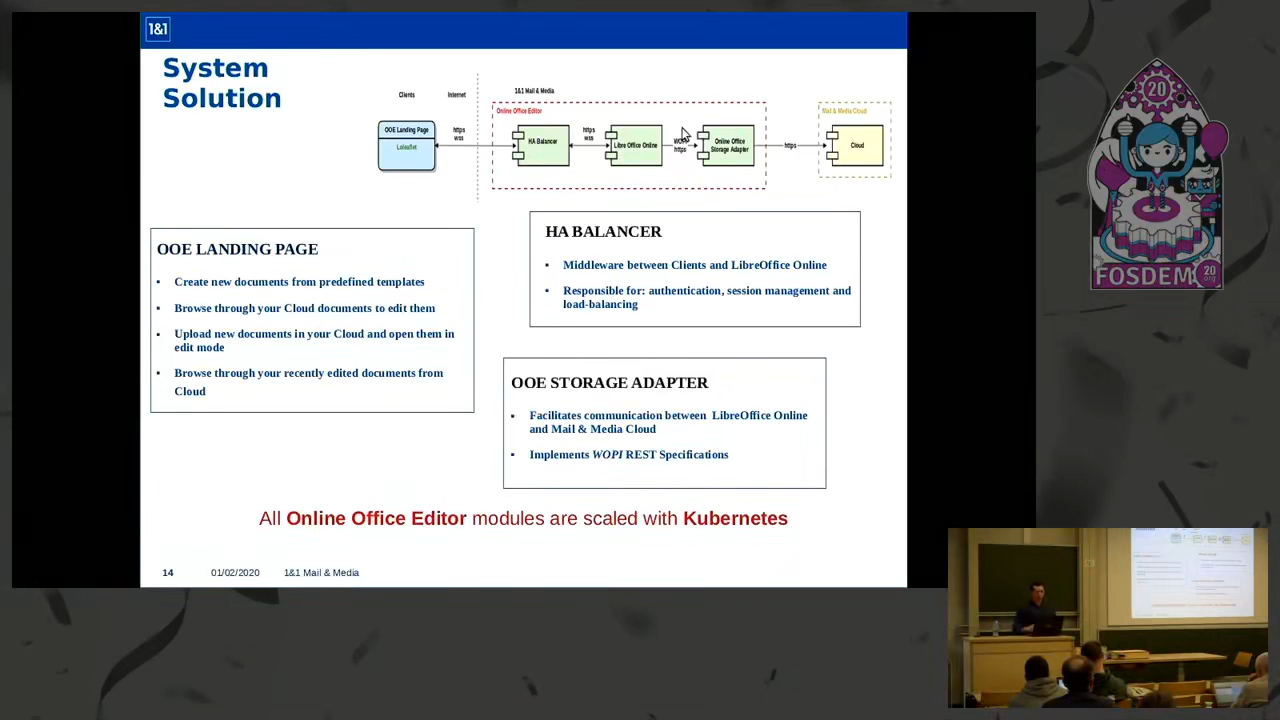 1&1
System
Solution
Clients
Internet
1&1 Mail & Media
Online Office Editor
Mail & Media Cloud
OOE Landing Page
Loleaflet
https
wss
HA Balancer
https
wss
Libre Office Online
https
Online Office
Storage Adapter
https
Cloud
OOE LANDING PAGE
▪ Create new documents from predefined templates
▪ Browse through your Cloud documents to edit them
▪ Upload new documents in your Cloud and open them in
edit mode
▪ Browse through your recently edited documents from
Cloud
HA BALANCER
▪ Middleware between Clients and LibreOffice Online
▪ Responsible for: authentication, session management and
load-balancing
OOE STORAGE ADAPTER
▪ Facilitates communication between LibreOffice Online
and Mail & Media Cloud
▪ Implements WOPI REST Specifications
All Online Office Editor modules are scaled with Kubernetes
14 01/02/2020 1&1 Mail & Media
20
FOSDEM
20
.org